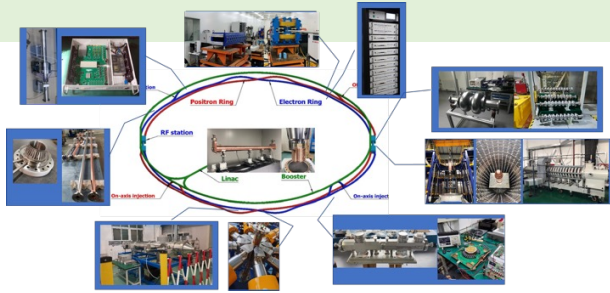 Positron Ring
Electron Ring
RF station
Linac
Booster
On-axis injection
On-axis inject